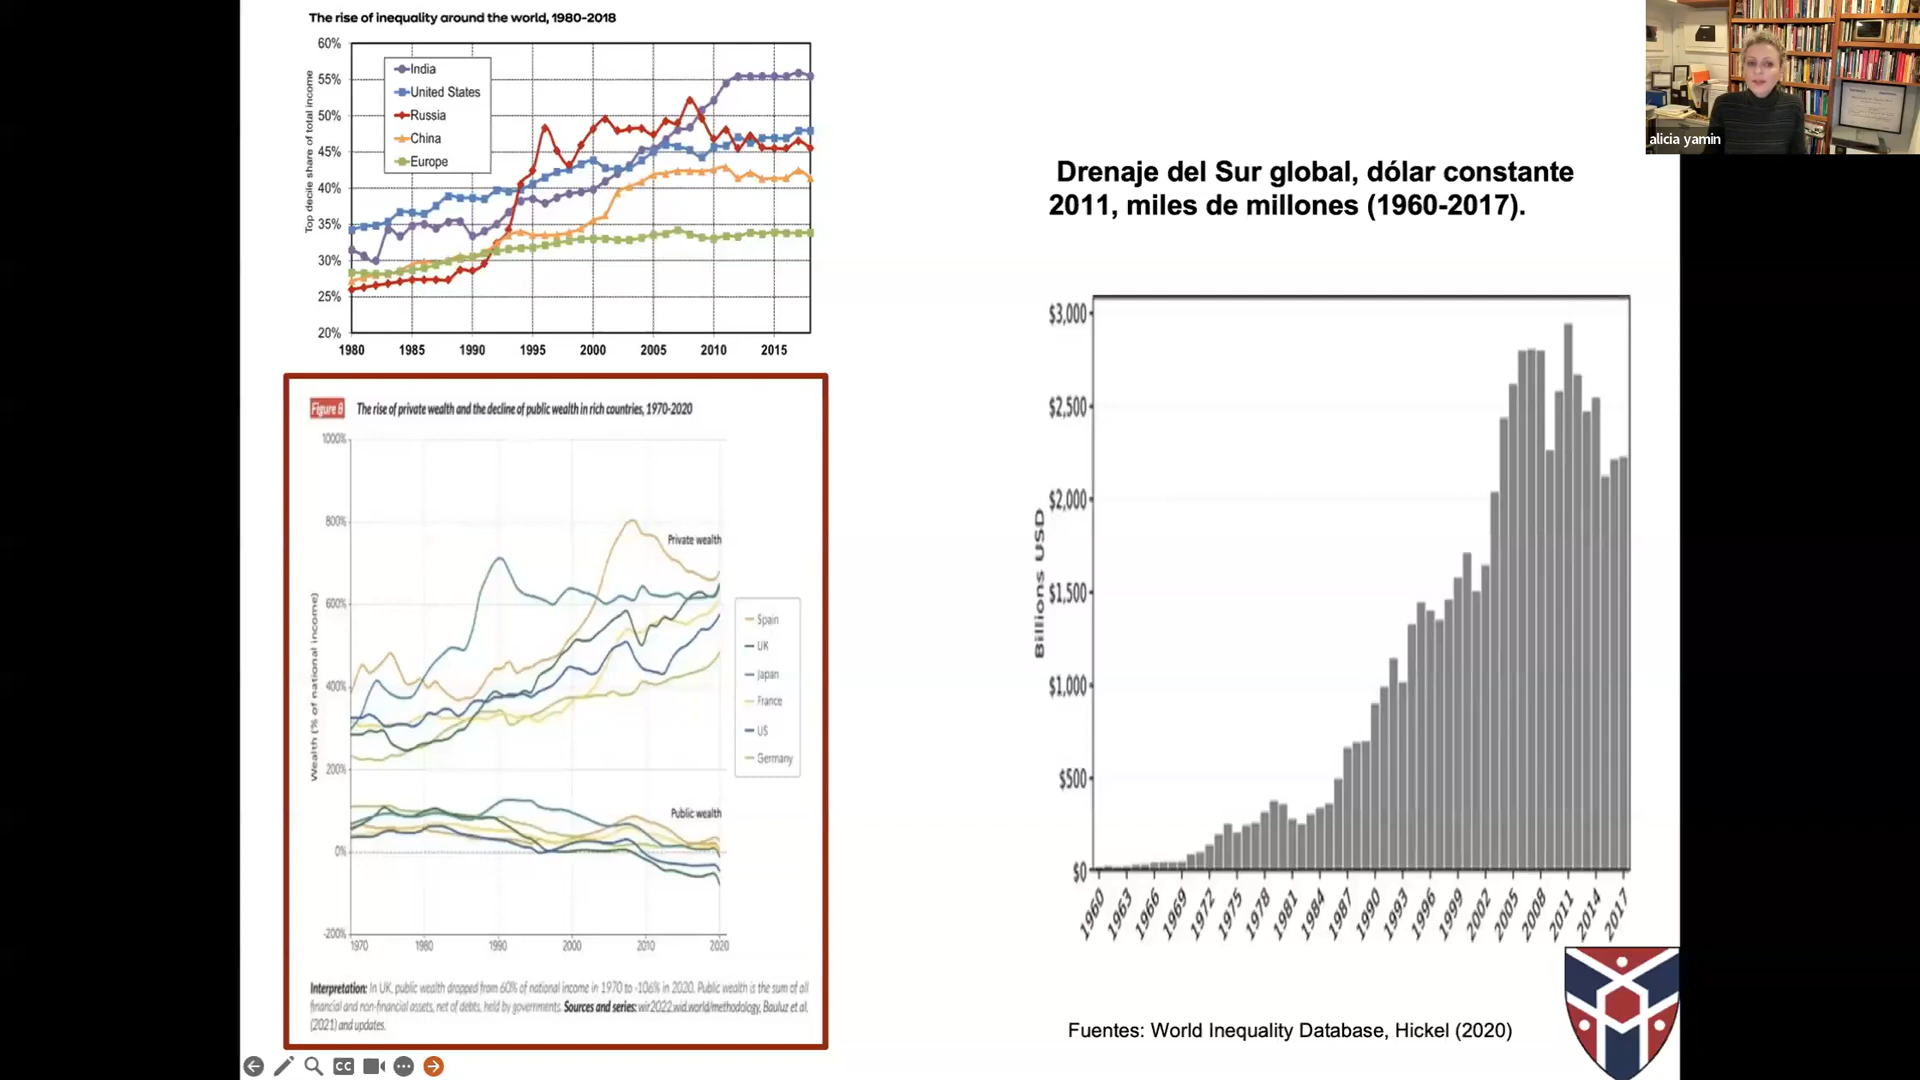 The rise of inequality around the world, 1980-2018
Top decile share of total income
60%
55%
50%
45%
40%
35%
30%
25%
20%
India
United States
Russia
China
Europe
1980 1985 1990 1995 2000 2005 2010 2015
Figure 8 The rise of private wealth and the decline of public wealth in rich countries, 1970-2020
Wealth (% of national income)
1000%
800%
600%
400%
200%
0%
-200%
Private wealth
Public wealth
Spain
UK
Japan
France
US
Germany
1970 1980 1990 2000 2010 2020
Interpretation: In UK, public wealth dropped from 60% of national income in 1970 to -106% in 2020. Public wealth is the sum of all
financial and non-financial assets, net of debts, held by governments. Sources and series: wir2022.wid.world/methodology, Bauluz et al.
(2021) and updates.
CC
Drenaje del Sur global, dólar constante
2011, miles de millones (1960-2017).
Billions USD
$3,000
$2,500
$2,000
$1,500
$1,000
$500
$0
1960 1963 1966 1969 1972 1975 1978 1981 1984 1987 1990 1993 1996 1999 2002 2005 2008 2011 2014 2017
Fuentes: World Inequality Database, Hickel (2020)
alicia yamin